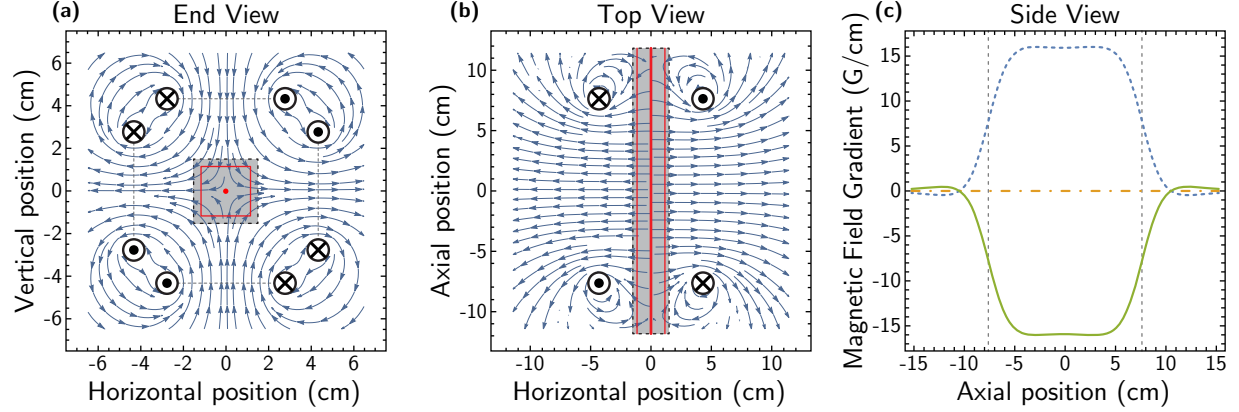 (a) End View
Vertical position (cm)
6
4
2
0
-2
-4
-6
-6 -4 -2 0 2 4 6
Horizontal position (cm)
(b) Top View
Axial position (cm)
10
5
0
-5
-10
-10 -5 0 5 10
Horizontal position (cm)
(c) Side View
Magnetic Field Gradient (G/cm)
15
10
5
0
-5
-10
-15
-15 -10 -5 0 5 10 15
Axial position (cm)